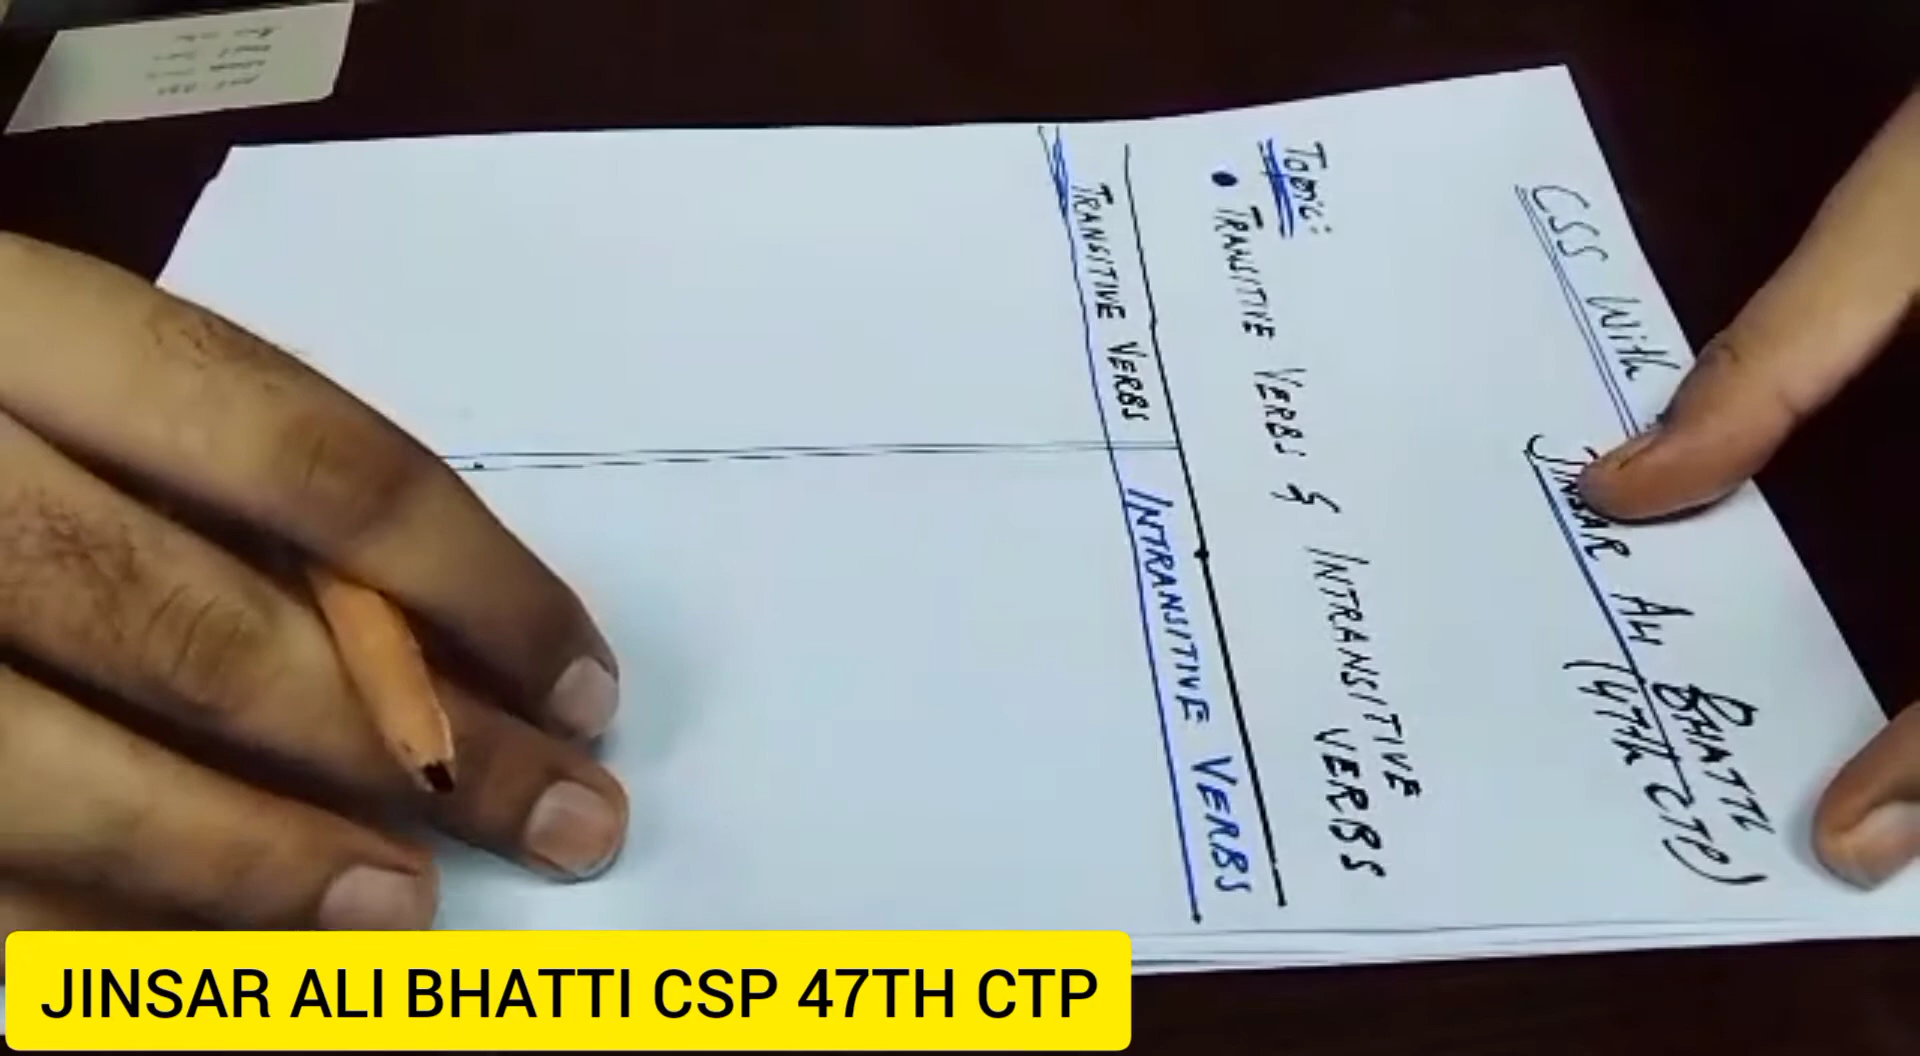 CSS With
JINSAR Ali BHATTI
(47th CTP)
Topic:
• TRANSITIVE VERBS & INTRANSITIVE
VERBS
TRANSITIVE VERBS INTRANSITIVE VERBS
JINSAR ALI BHATTI CSP 47TH CTP